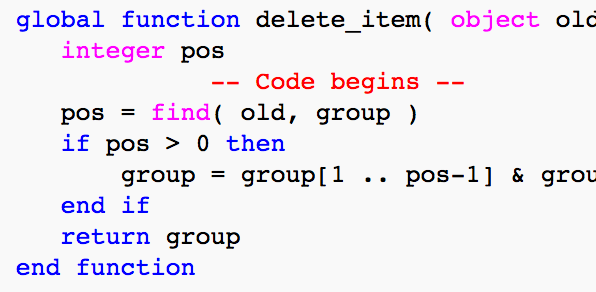 global function delete_item( object old
integer pos
-- Code begins --
pos = find( old, group )
if pos > 0 then
group = group[1 .. pos-1] & grou
end if
return group
end function